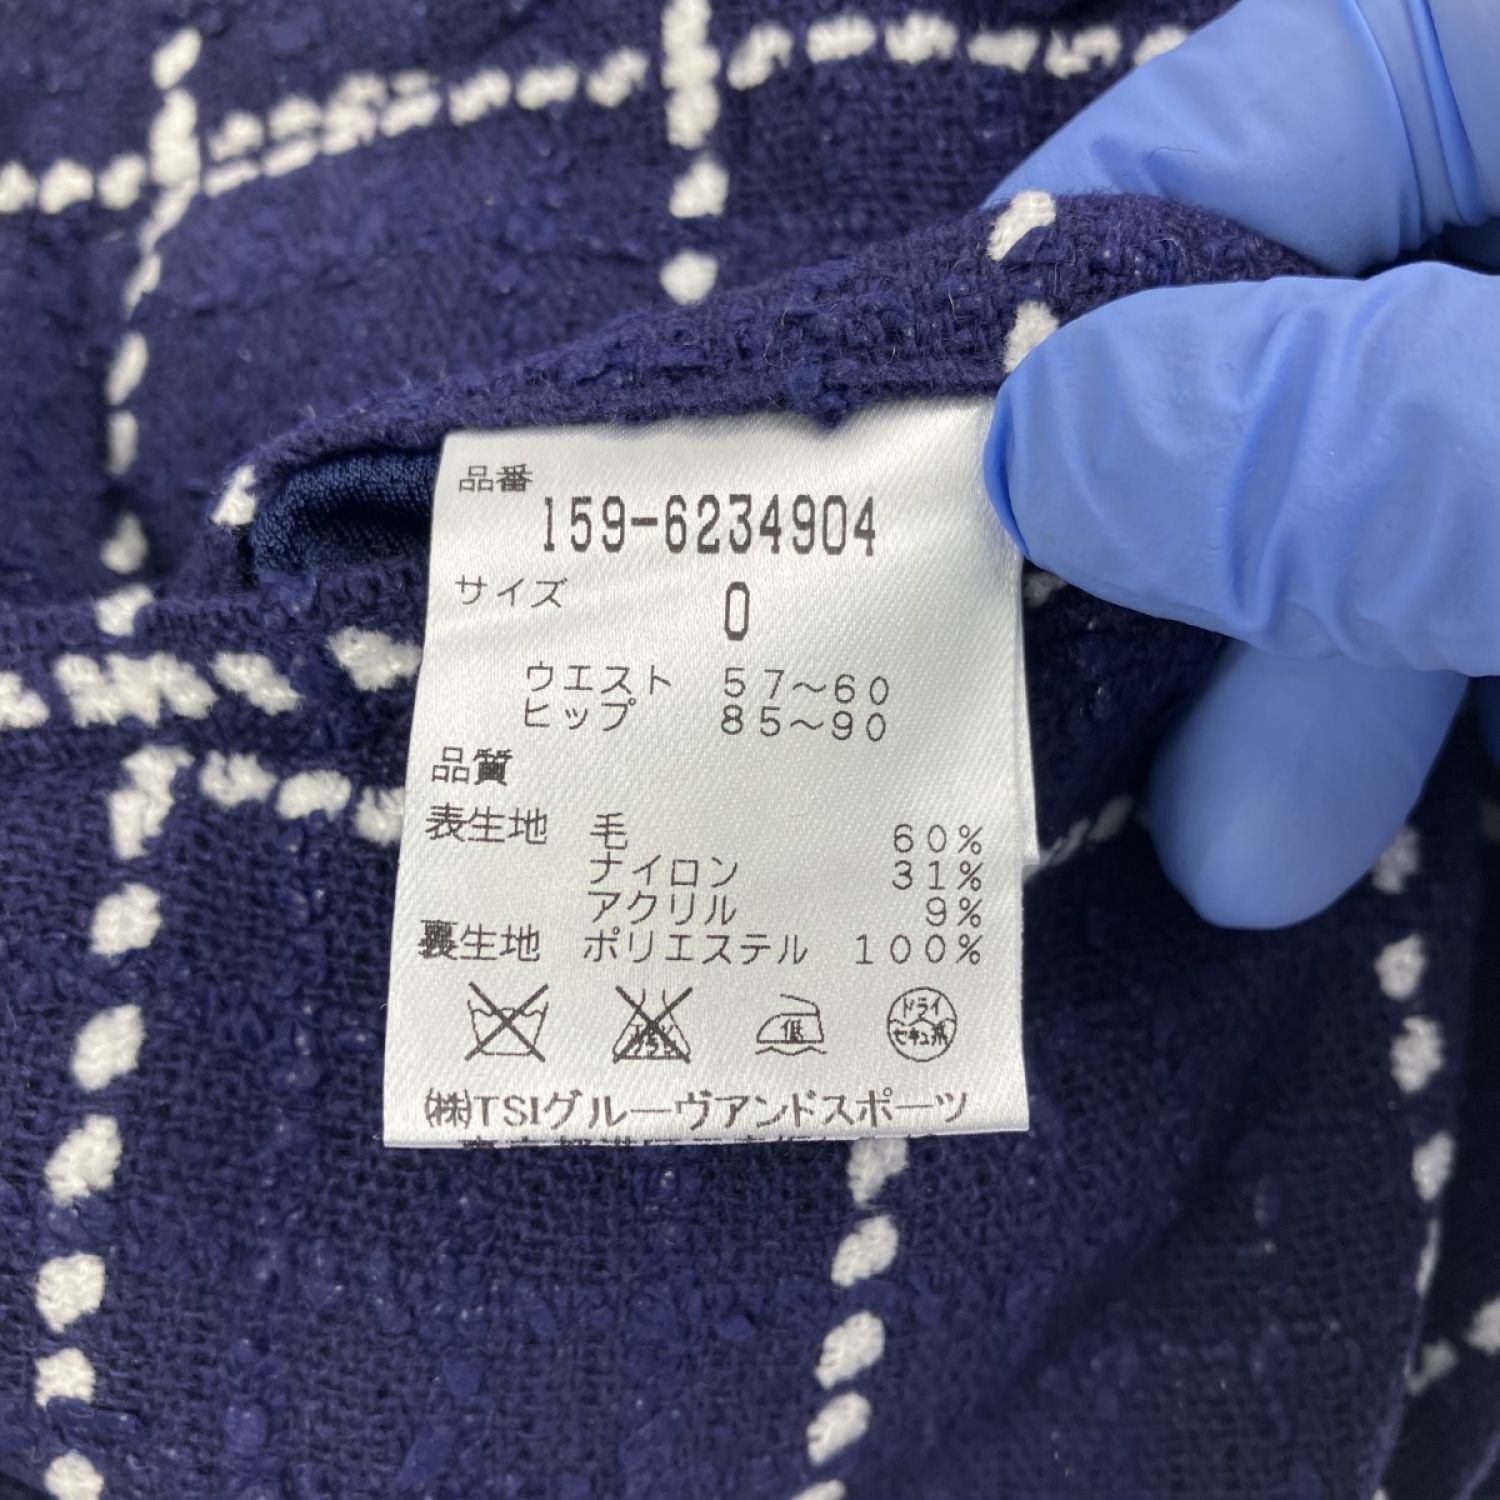 品番
159-6234904
サイズ 0
ウエスト 57~60
ヒップ 85~90
品質
表生地 毛 60%
ナイロン 31%
アクリル 9%
裏生地 ポリエステル 100%
低
ドライ
セキュ系
(株)TSIグルーヴアンドスポーツ